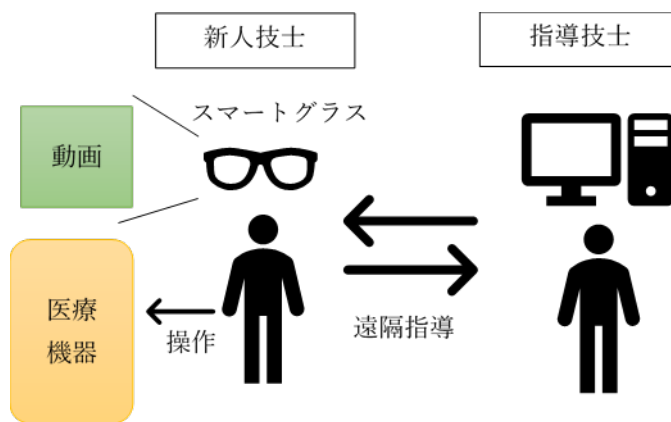 新人技士
指導技士
スマートグラス
動画
医療
機器
操作
遠隔指導